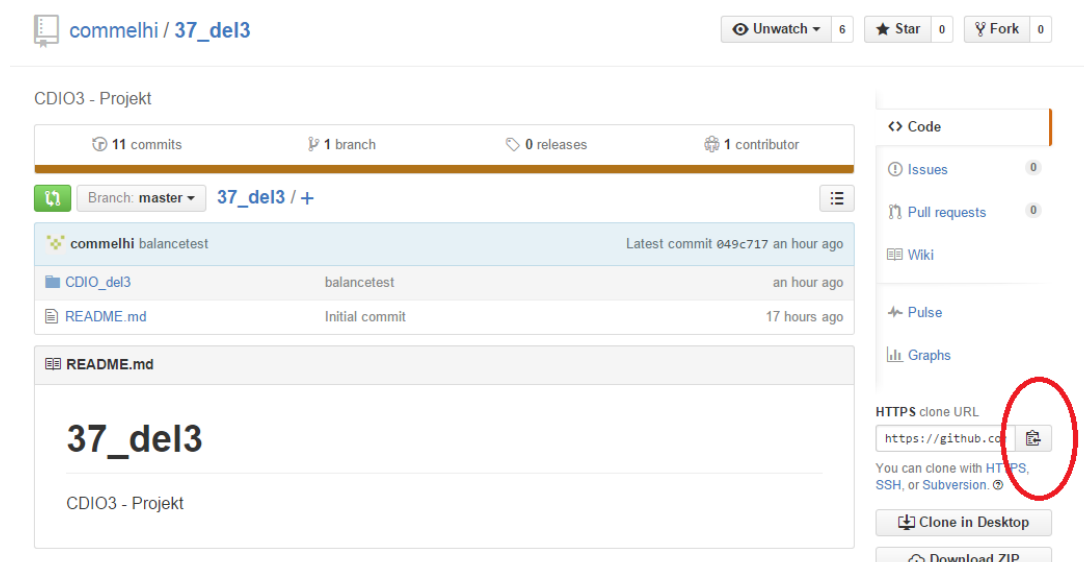 commelhi / 37_del3
Unwatch 6 Star 0 Fork 0
CDIO3 - Projekt
11 commits 1 branch 0 releases 1 contributor
Branch: master 37_del3 / +
commelhi balancetest Latest commit 049c717 an hour ago
CDIO_del3 balancetest an hour ago
README.md Initial commit 17 hours ago
README.md
37_del3
CDIO3 - Projekt
Code
Issues 0
Pull requests 0
Wiki
Pulse
Graphs
HTTPS clone URL
https://github.co
You can clone with HTTPS,
SSH, or Subversion.
Clone in Desktop
Download ZIP